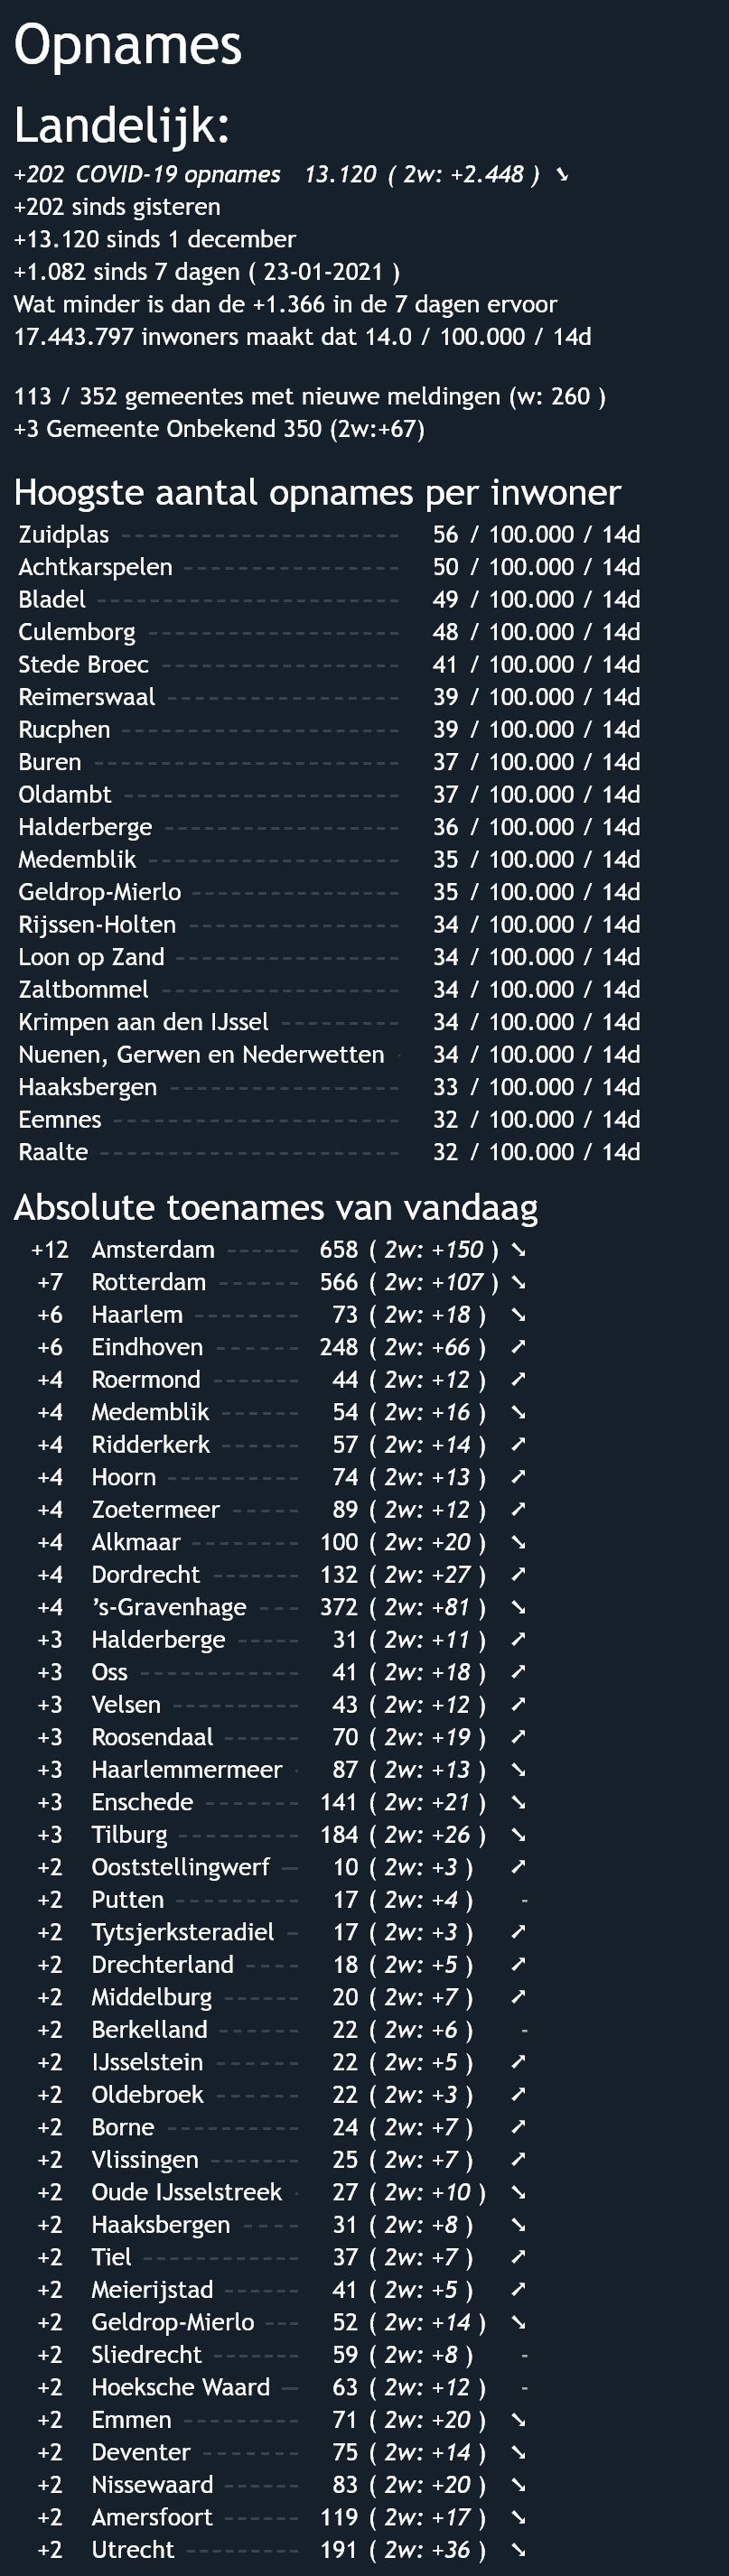 Opnames
Landelijk:
+202 COVID-19 opnames 13.120 ( 2w: +2.448 ) ➘
+202 sinds gisteren
+13.120 sinds 1 december
+1.082 sinds 7 dagen ( 23-01-2021 )
Wat minder is dan de +1.366 in de 7 dagen ervoor
17.443.797 inwoners maakt dat 14.0 / 100.000 / 14d
113 / 352 gemeentes met nieuwe meldingen (w: 260 )
+3 Gemeente Onbekend 350 (2w:+67)
Hoogste aantal opnames per inwoner
Zuidplas 56 / 100.000 / 14d
Achtkarspelen 50 / 100.000 / 14d
Bladel 49 / 100.000 / 14d
Culemborg 48 / 100.000 / 14d
Stede Broec 41 / 100.000 / 14d
Reimerswaal 39 / 100.000 / 14d
Rucphen 39 / 100.000 / 14d
Buren 37 / 100.000 / 14d
Oldambt 37 / 100.000 / 14d
Halderberge 36 / 100.000 / 14d
Medemblik 35 / 100.000 / 14d
Geldrop-Mierlo 35 / 100.000 / 14d
Rijssen-Holten 34 / 100.000 / 14d
Loon op Zand 34 / 100.000 / 14d
Zaltbommel 34 / 100.000 / 14d
Krimpen aan den IJssel 34 / 100.000 / 14d
Nuenen, Gerwen en Nederwetten 34 / 100.000 / 14d
Haaksbergen 33 / 100.000 / 14d
Eemnes 32 / 100.000 / 14d
Raalte 32 / 100.000 / 14d
Absolute toenames van vandaag
+12 Amsterdam 658 ( 2w: +150 ) ➘
+7 Rotterdam 566 ( 2w: +107 ) ➘
+6 Haarlem 73 ( 2w: +18 ) ➘
+6 Eindhoven 248 ( 2w: +66 ) ➚
+4 Roermond 44 ( 2w: +12 ) ➚
+4 Medemblik 54 ( 2w: +16 ) ➘
+4 Ridderkerk 57 ( 2w: +14 ) ➚
+4 Hoorn 74 ( 2w: +13 ) ➚
+4 Zoetermeer 89 ( 2w: +12 ) ➚
+4 Alkmaar 100 ( 2w: +20 ) ➘
+4 Dordrecht 132 ( 2w: +27 ) ➚
+4 ’s-Gravenhage 372 ( 2w: +81 ) ➘
+3 Halderberge 31 ( 2w: +11 ) ➚
+3 Oss 41 ( 2w: +18 ) ➚
+3 Velsen 43 ( 2w: +12 ) ➚
+3 Roosendaal 70 ( 2w: +19 ) ➚
+3 Haarlemmermeer 87 ( 2w: +13 ) ➘
+3 Enschede 141 ( 2w: +21 ) ➘
+3 Tilburg 184 ( 2w: +26 ) ➘
+2 Ooststellingwerf 10 ( 2w: +3 ) ➚
+2 Putten 17 ( 2w: +4 ) -
+2 Tytsjerksteradiel 17 ( 2w: +3 ) ➚
+2 Drechterland 18 ( 2w: +5 ) ➚
+2 Middelburg 20 ( 2w: +7 ) ➚
+2 Berkelland 22 ( 2w: +6 ) -
+2 IJsselstein 22 ( 2w: +5 ) ➚
+2 Oldebroek 22 ( 2w: +3 ) ➚
+2 Borne 24 ( 2w: +7 ) ➚
+2 Vlissingen 25 ( 2w: +7 ) ➚
+2 Oude IJsselstreek 27 ( 2w: +10 ) ➘
+2 Haaksbergen 31 ( 2w: +8 ) ➘
+2 Tiel 37 ( 2w: +7 ) ➚
+2 Meierijstad 41 ( 2w: +5 ) ➚
+2 Geldrop-Mierlo 52 ( 2w: +14 ) ➘
+2 Sliedrecht 59 ( 2w: +8 ) -
+2 Hoeksche Waard 63 ( 2w: +12 ) -
+2 Emmen 71 ( 2w: +20 ) ➘
+2 Deventer 75 ( 2w: +14 ) ➘
+2 Nissewaard 83 ( 2w: +20 ) ➘
+2 Amersfoort 119 ( 2w: +17 ) ➘
+2 Utrecht 191 ( 2w: +36 ) ➘